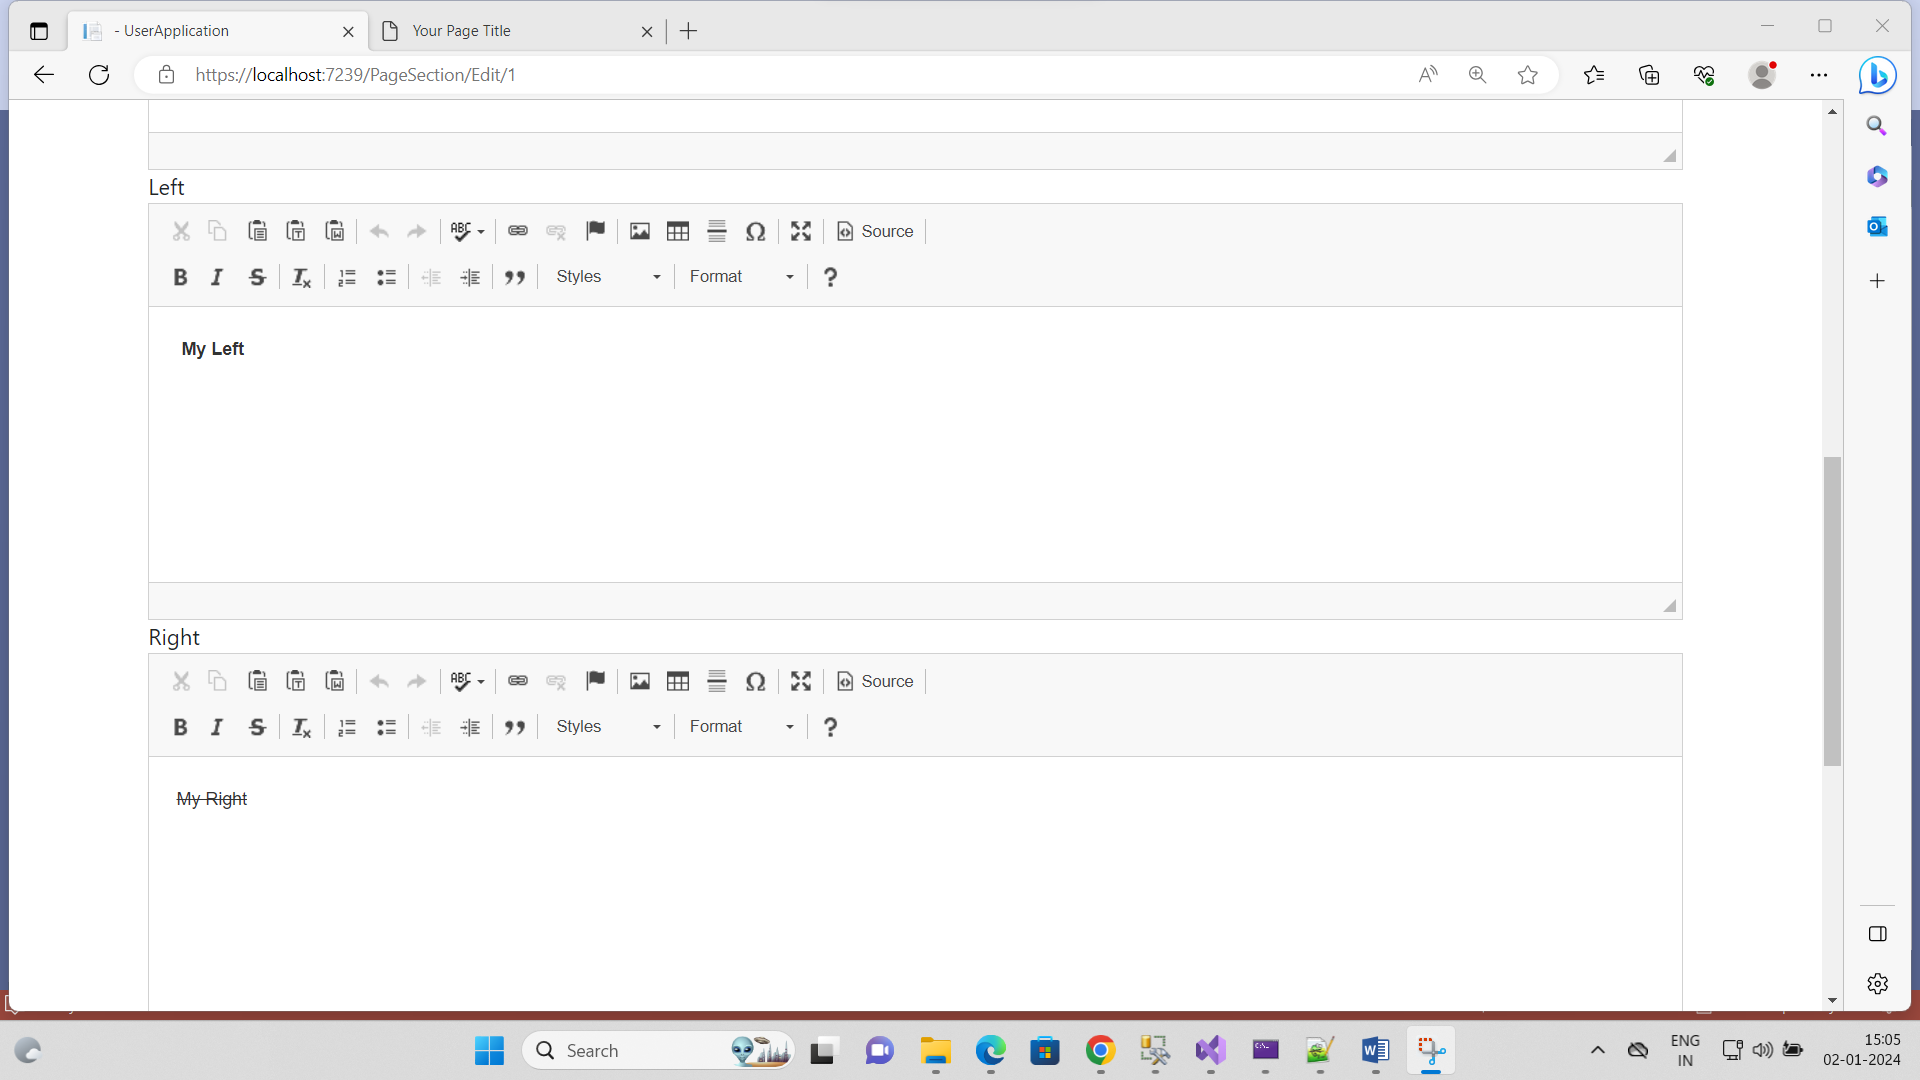 - UserApplication
Your Page Title
https://localhost:7239/PageSection/Edit/1
Left
Source
Styles
Format
My Left
Right
Source
Styles
Format
My Right
Search
ENG
IN
15:05
02-01-2024